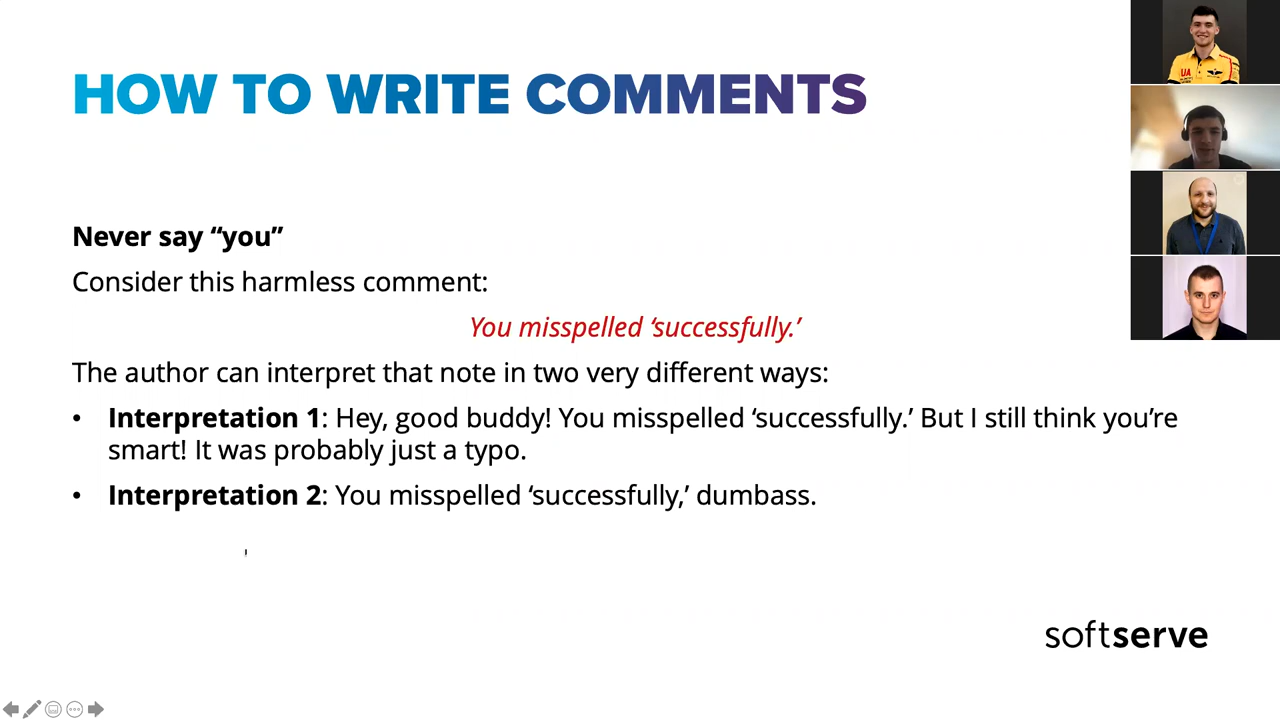 HOW TO WRITE COMMENTS
Never say “you”
Consider this harmless comment:
You misspelled ‘successfully.’
The author can interpret that note in two very different ways:
• Interpretation 1: Hey, good buddy! You misspelled ‘successfully.’ But I still think you’re
smart! It was probably just a typo.
• Interpretation 2: You misspelled ‘successfully,’ dumbass.
softserve
UA